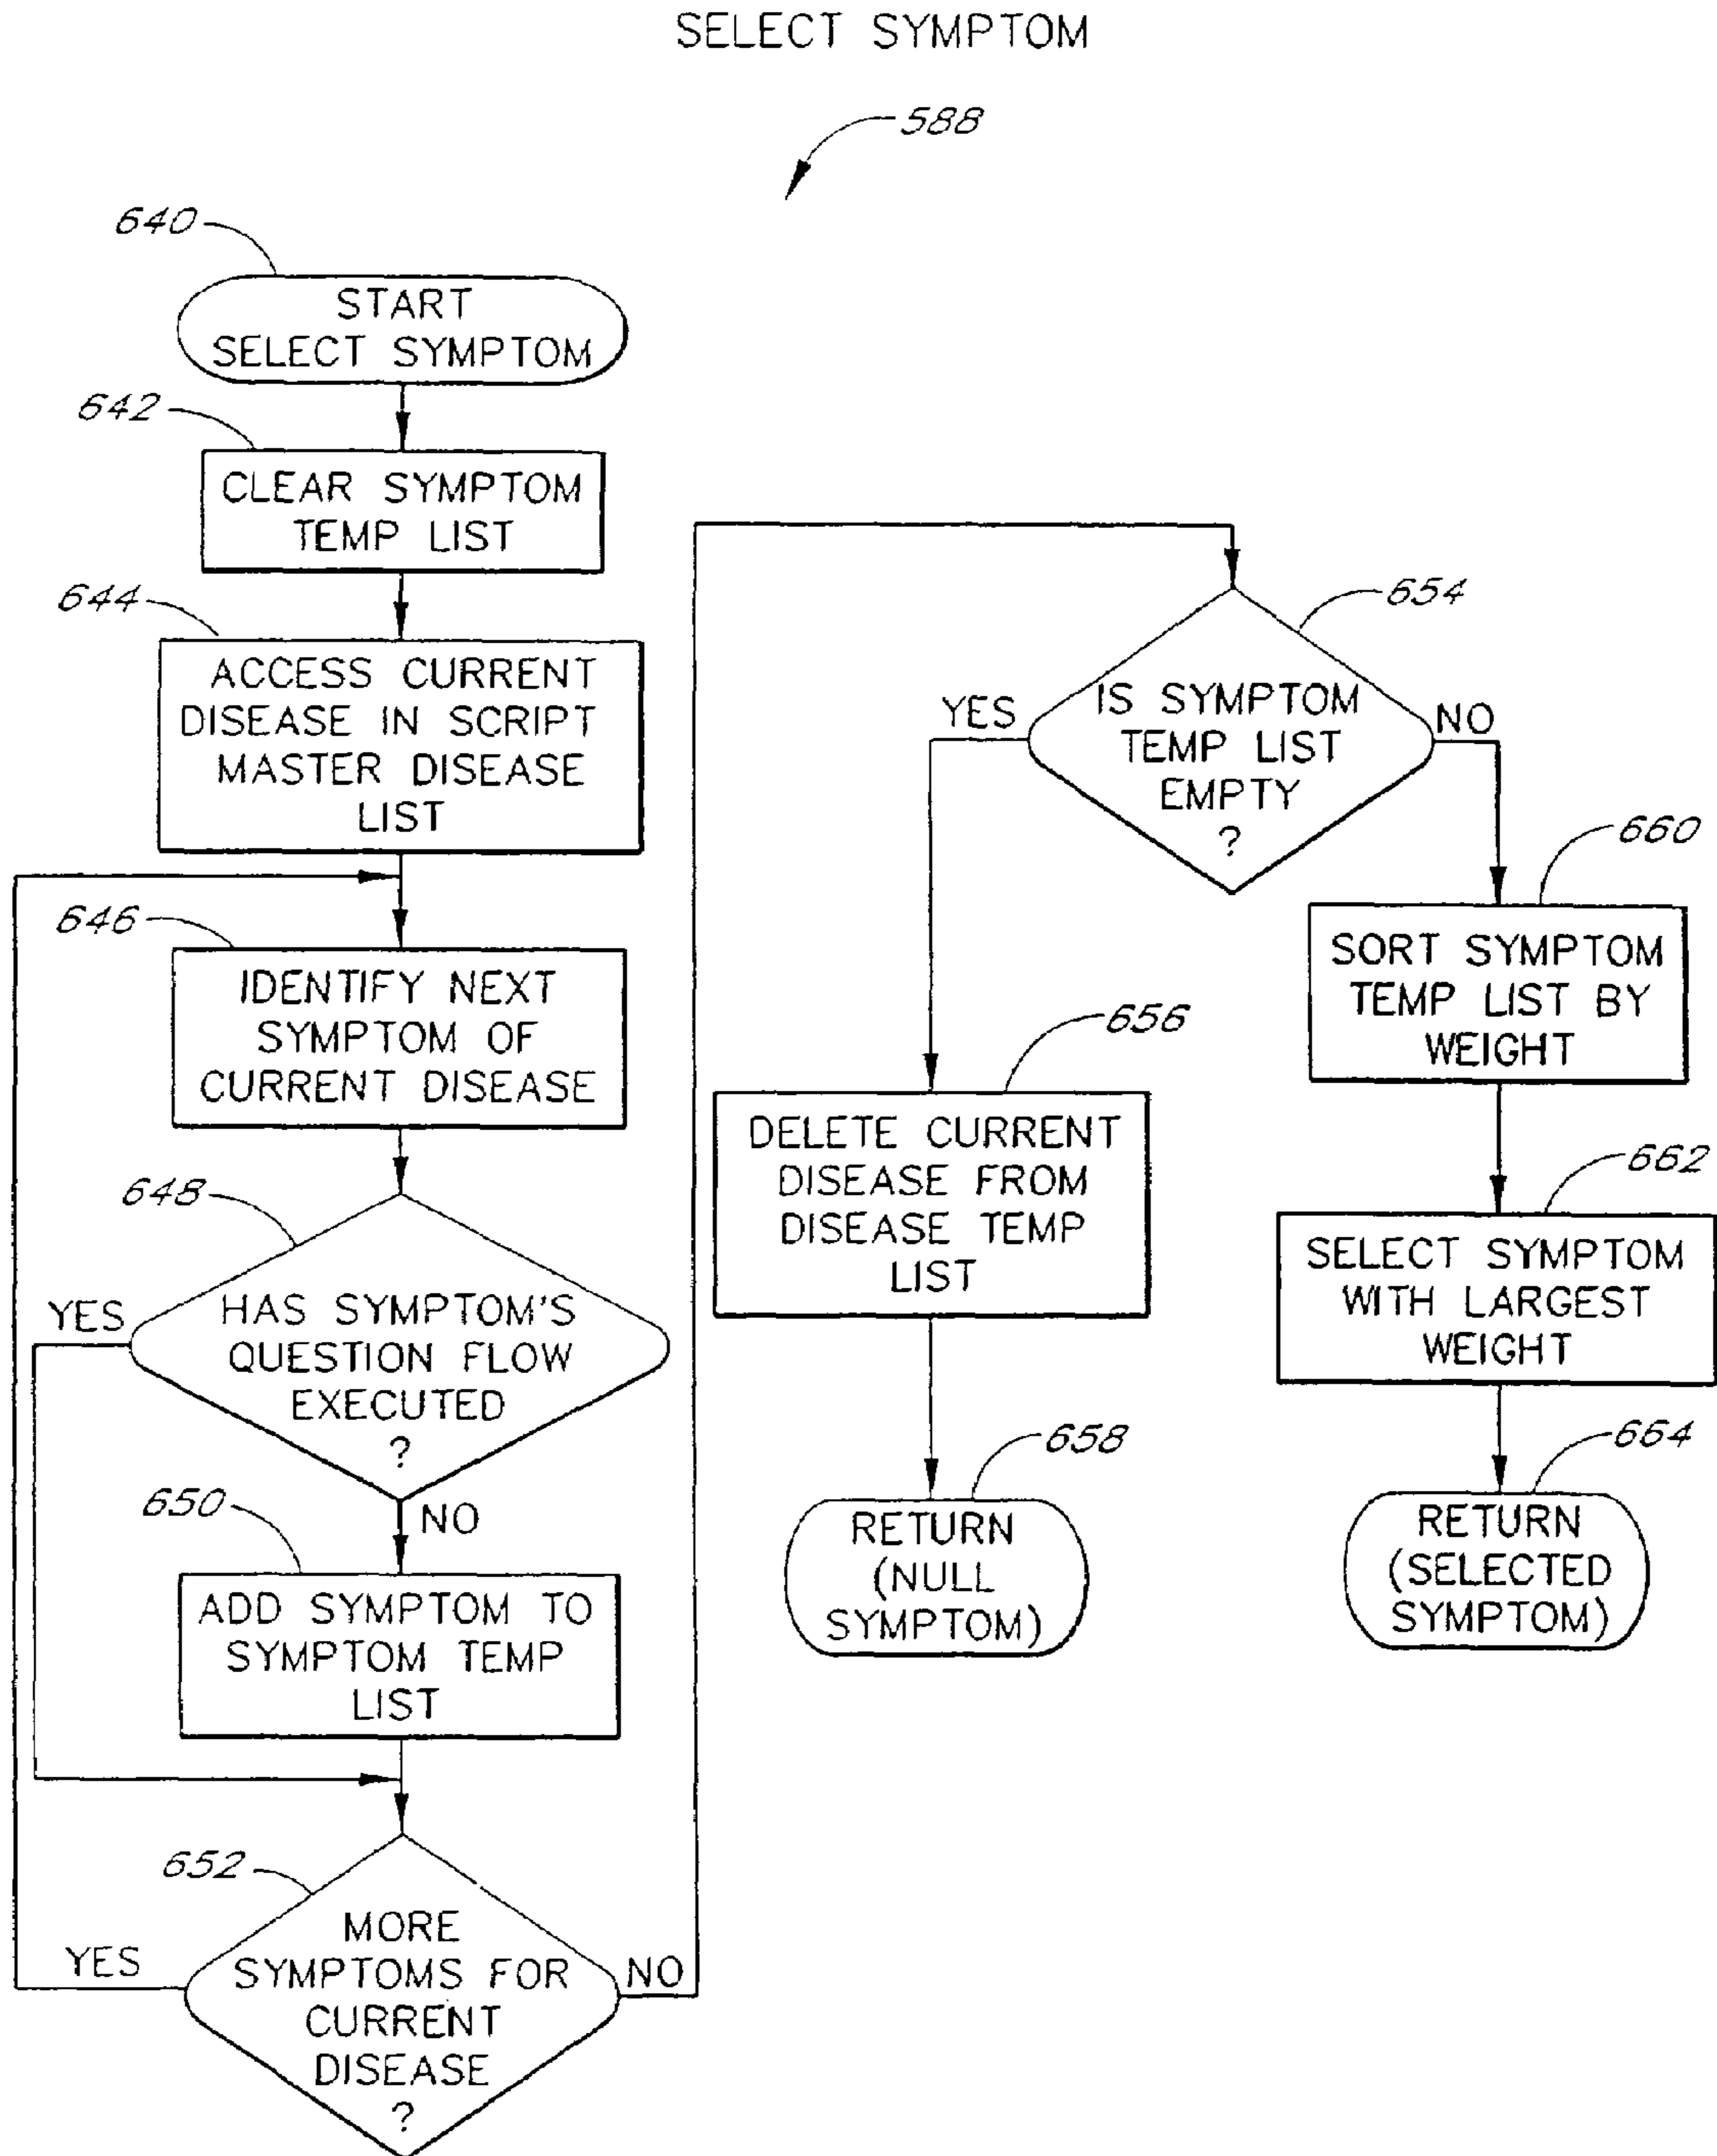 SELECT SYMPTOM
588
640
START
SELECT SYMPTOM
642
CLEAR SYMPTOM
TEMP LIST
644
ACCESS CURRENT
DISEASE IN SCRIPT
MASTER DISEASE
LIST
646
IDENTIFY NEXT
SYMPTOM OF
CURRENT DISEASE
648
YES
HAS SYMPTOM'S
QUESTION FLOW
EXECUTED
?
650
NO
ADD SYMPTOM TO
SYMPTOM TEMP
LIST
652
YES
MORE
SYMPTOMS FOR
CURRENT
DISEASE
?
NO
654
YES
IS SYMPTOM
TEMP LIST
EMPTY
?
NO
656
DELETE CURRENT
DISEASE FROM
DISEASE TEMP
LIST
658
RETURN
(NULL
SYMPTOM)
660
SORT SYMPTOM
TEMP LIST BY
WEIGHT
662
SELECT SYMPTOM
WITH LARGEST
WEIGHT
664
RETURN
(SELECTED
SYMPTOM)